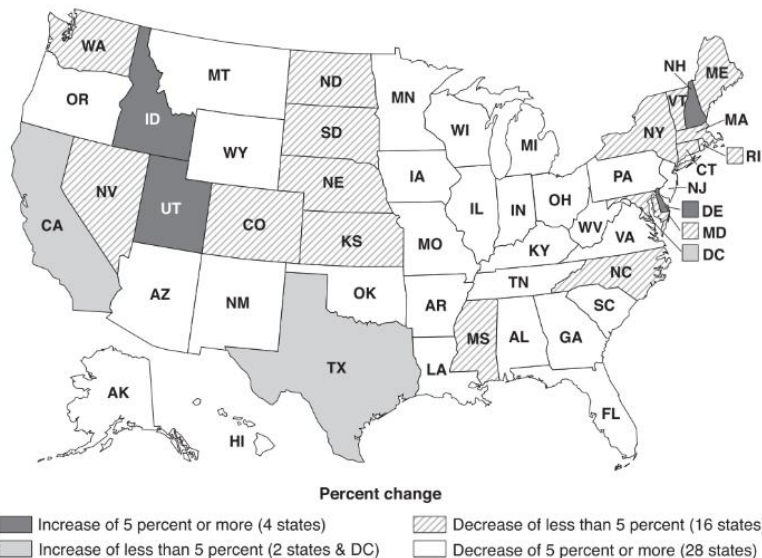 WA
MT
ND
MN
OR
ID
SD
WI
MI
NH
VT
ME
NY
MA
RI
CT
NJ
PA
DE
MD
DC
WY
NE
IA
IL
IN
OH
WV
VA
NV
UT
CO
KS
MO
KY
CA
TN
NC
AZ
NM
OK
AR
SC
MS
AL
GA
TX
LA
FL
AK
HI
Percent change
Increase of 5 percent or more (4 states)
Decrease of less than 5 percent (16 states)
Increase of less than 5 percent (2 states & DC)
Decrease of 5 percent or more (28 states)